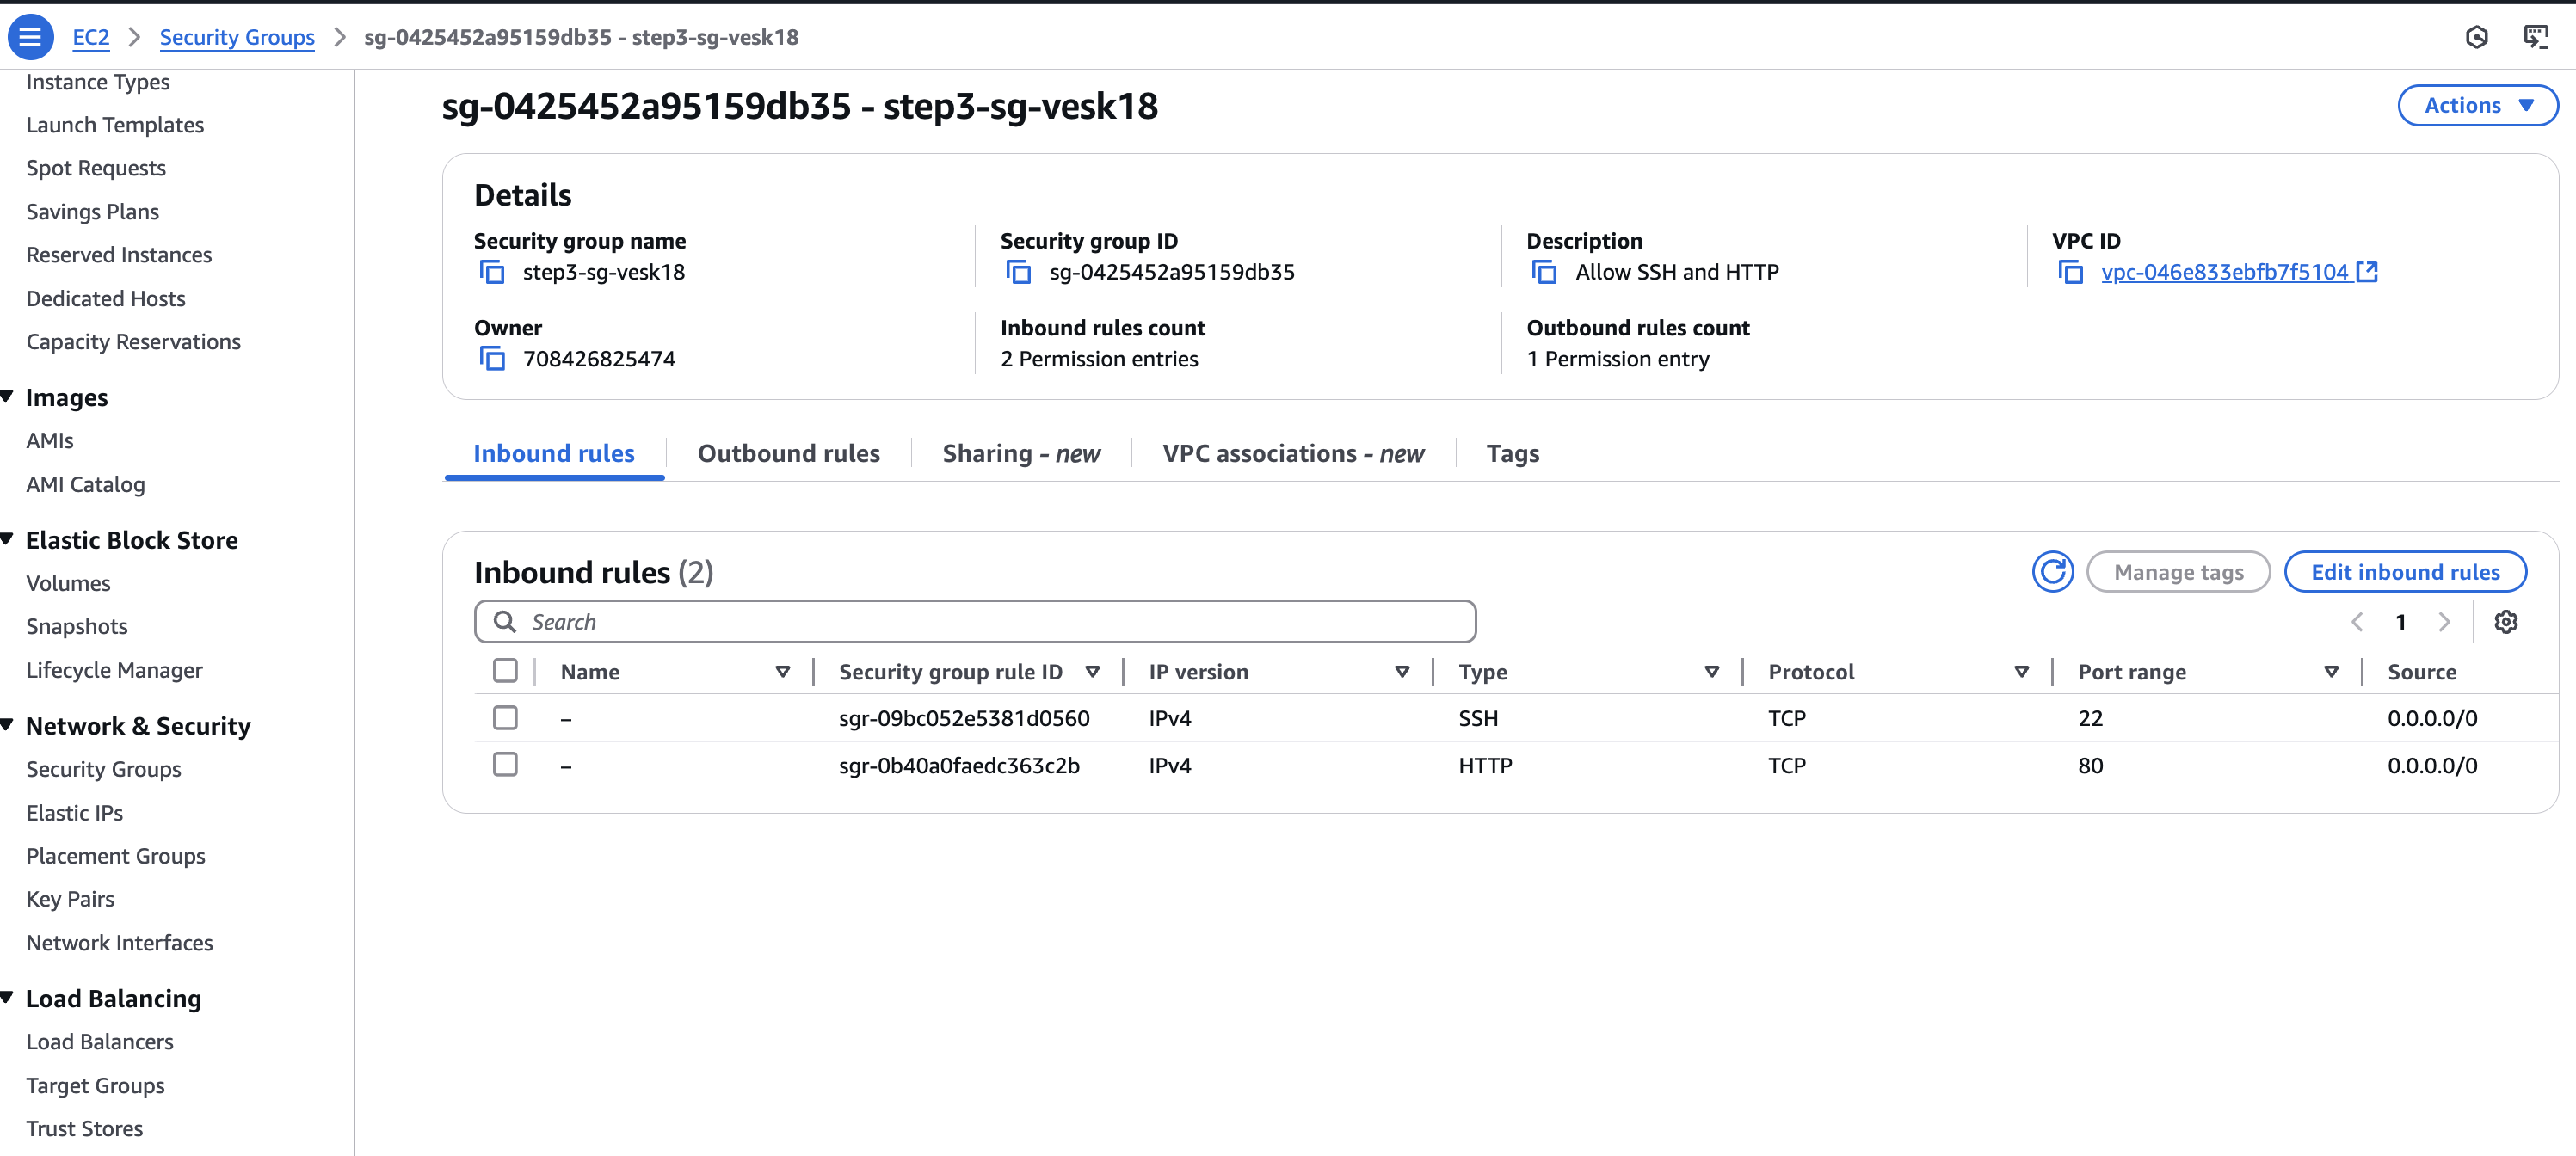 EC2 Security Groups sg-0425452a95159db35 - step3-sg-vesk18
Instance Types
Launch Templates
Spot Requests
Savings Plans
Reserved Instances
Dedicated Hosts
Capacity Reservations
Images
AMIs
AMI Catalog
Elastic Block Store
Volumes
Snapshots
Lifecycle Manager
Network & Security
Security Groups
Elastic IPs
Placement Groups
Key Pairs
Network Interfaces
Load Balancing
Load Balancers
Target Groups
Trust Stores
sg-0425452a95159db35 - step3-sg-vesk18
Actions
Details
Security group name
step3-sg-vesk18
Security group ID
sg-0425452a95159db35
Description
Allow SSH and HTTP
VPC ID
vpc-046e833ebfb7f5104
Owner
708426825474
Inbound rules count
2 Permission entries
Outbound rules count
1 Permission entry
Inbound rules Outbound rules Sharing - new VPC associations - new Tags
Inbound rules (2)
Manage tags Edit inbound rules
Search
1
Name Security group rule ID IP version Type Protocol Port range Source
– sgr-09bc052e5381d0560 IPv4 SSH TCP 22 0.0.0.0/0
– sgr-0b40a0faedc363c2b IPv4 HTTP TCP 80 0.0.0.0/0